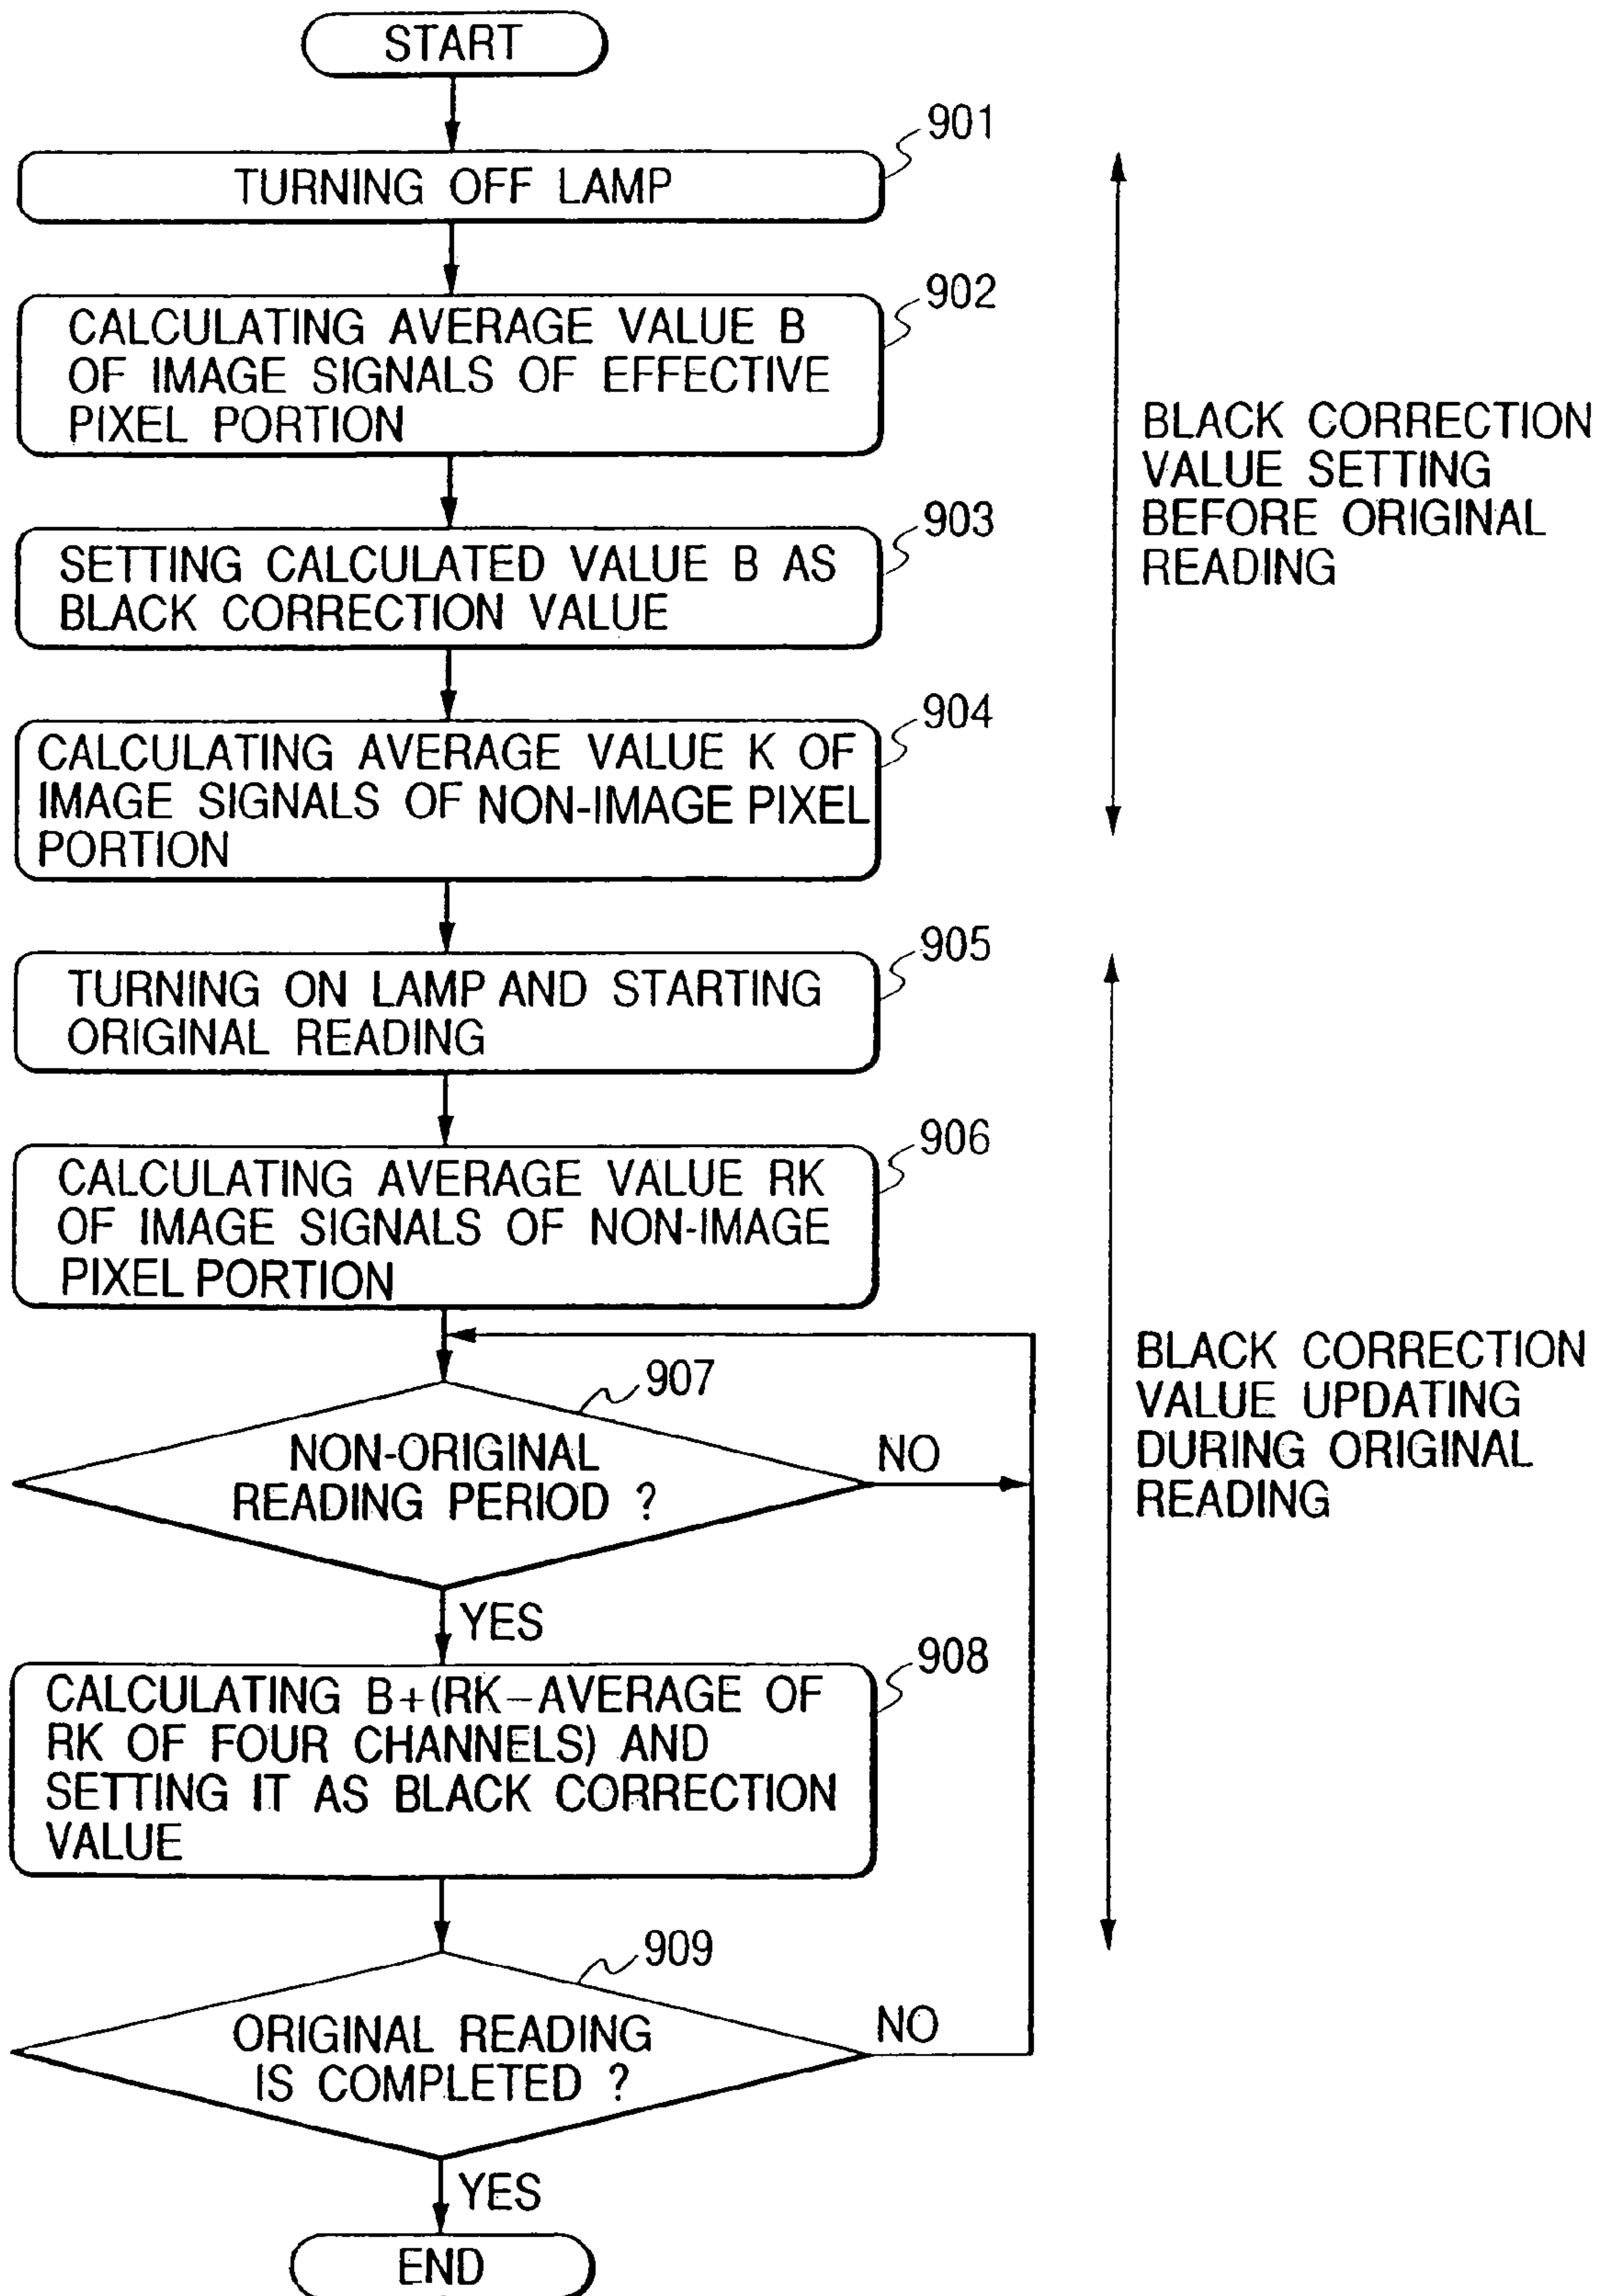 START
901
TURNING OFF LAMP
902
CALCULATING AVERAGE VALUE B
OF IMAGE SIGNALS OF EFFECTIVE
PIXEL PORTION
903
SETTING CALCULATED VALUE B AS
BLACK CORRECTION VALUE
904
CALCULATING AVERAGE VALUE K OF
IMAGE SIGNALS OF NON-IMAGE PIXEL
PORTION
BLACK CORRECTION
VALUE SETTING
BEFORE ORIGINAL
READING
905
TURNING ON LAMP AND STARTING
ORIGINAL READING
906
CALCULATING AVERAGE VALUE RK
OF IMAGE SIGNALS OF NON-IMAGE
PIXEL PORTION
907
NON-ORIGINAL
READING PERIOD ?
NO
YES
908
CALCULATING B+(RK-AVERAGE OF
RK OF FOUR CHANNELS) AND
SETTING IT AS BLACK CORRECTION
VALUE
BLACK CORRECTION
VALUE UPDATING
DURING ORIGINAL
READING
909
ORIGINAL READING
IS COMPLETED ?
NO
YES
END